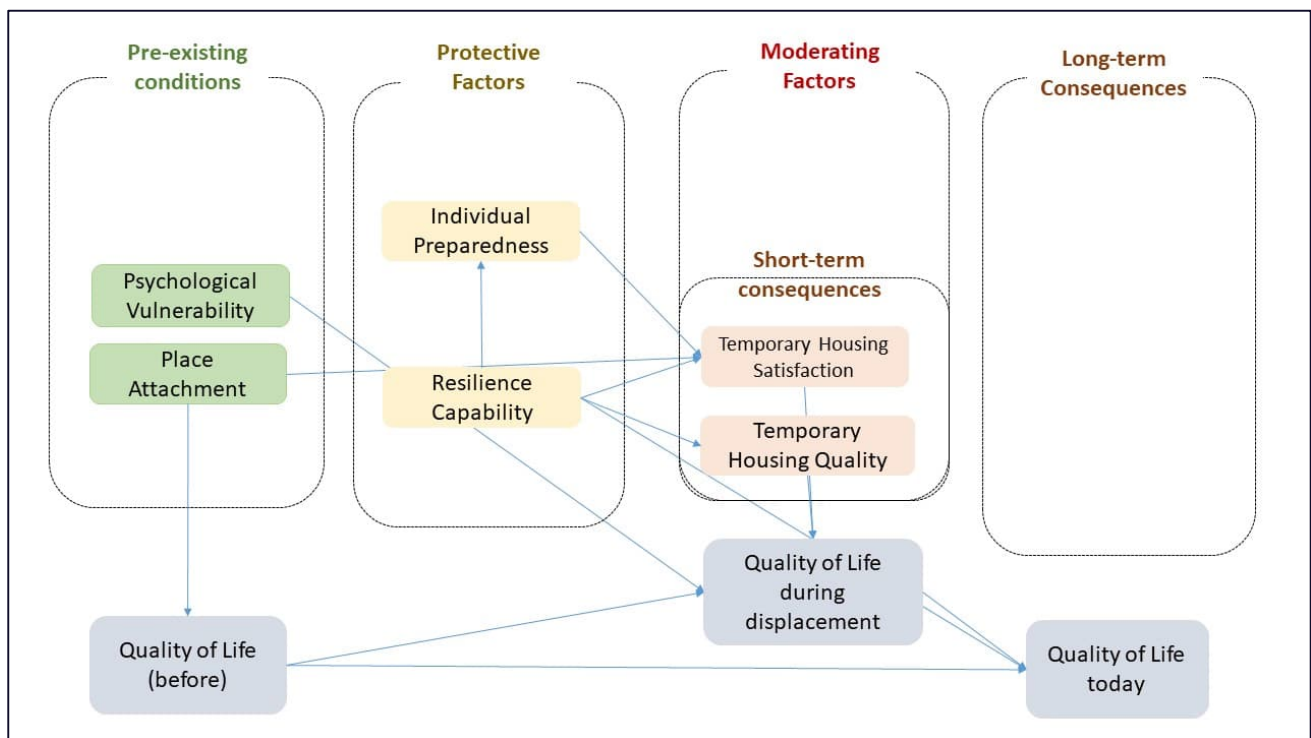 Pre-existing
conditions
Protective
Factors
Moderating
Factors
Long-term
Consequences
Individual
Preparedness
Short-term
consequences
Psychological
Vulnerability
Place
Attachment
Resilience
Capability
Temporary Housing
Satisfaction
Temporary
Housing Quality
Quality of Life
during
displacement
Quality of Life
(before)
Quality of Life
today